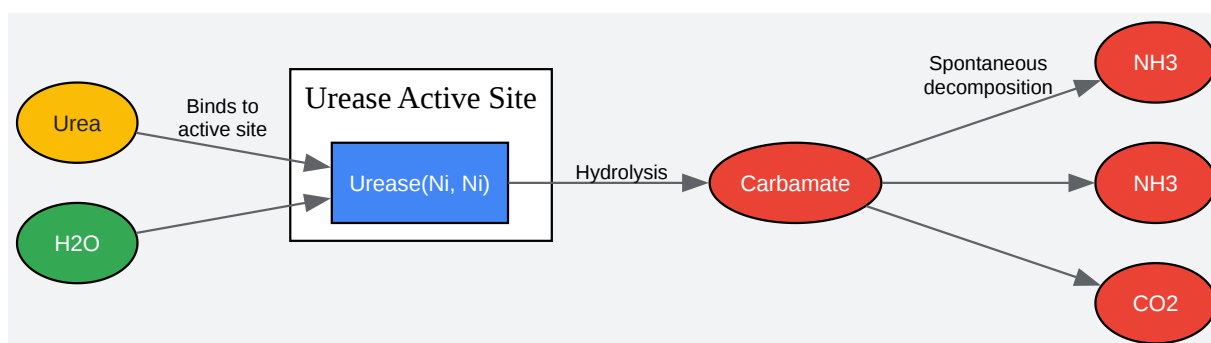 Urea
H2O
Binds to
active site
Urease Active Site
Urease(Ni, Ni)
Hydrolysis
Carbamate
Spontaneous
decomposition
NH3
NH3
CO2